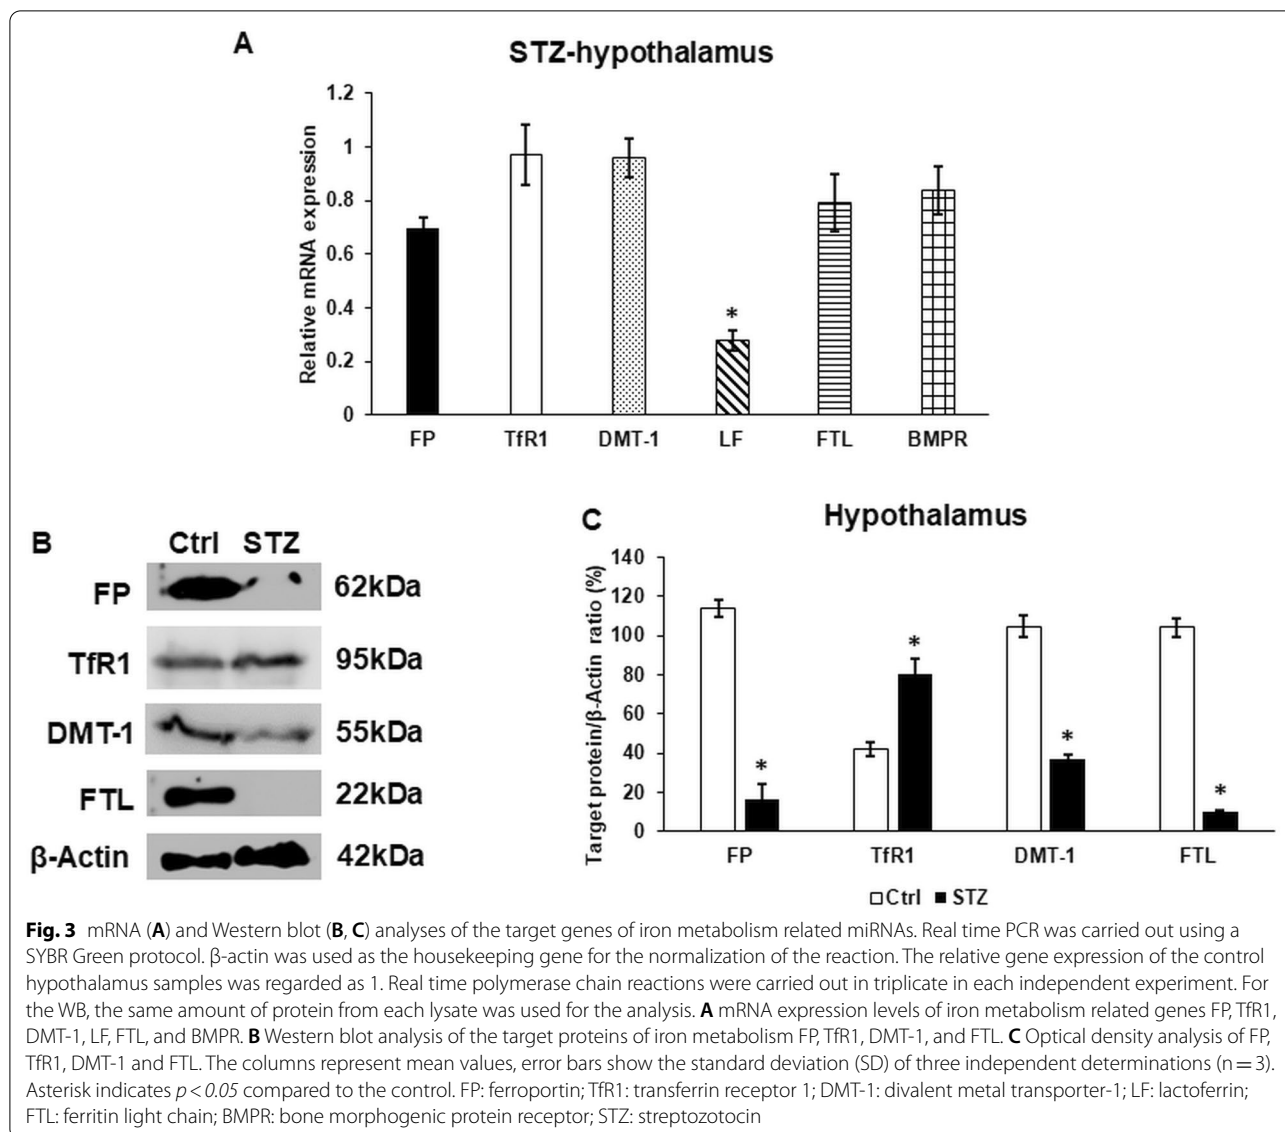 A
STZ-hypothalamus
Relative mRNA expression
1.2
1
0.8
0.6
0.4
0.2
0
*
FP TfR1 DMT-1 LF FTL BMPR
B
Ctrl STZ
FP 62kDa
TfR1 95kDa
DMT-1 55kDa
FTL 22kDa
β-Actin 42kDa
C
Hypothalamus
Target protein/β-Actin ratio (%)
140
120
100
80
60
40
20
0
* * * *
FP TfR1 DMT-1 FTL
Ctrl STZ
Fig. 3 mRNA (A) and Western blot (B, C) analyses of the target genes of iron metabolism related miRNAs. Real time PCR was carried out using a
SYBR Green protocol. β-actin was used as the housekeeping gene for the normalization of the reaction. The relative gene expression of the control
hypothalamus samples was regarded as 1. Real time polymerase chain reactions were carried out in triplicate in each independent experiment. For
the WB, the same amount of protein from each lysate was used for the analysis. A mRNA expression levels of iron metabolism related genes FP, TfR1,
DMT-1, LF, FTL, and BMPR. B Western blot analysis of the target proteins of iron metabolism FP, TfR1, DMT-1, and FTL. C Optical density analysis of FP,
TfR1, DMT-1 and FTL. The columns represent mean values, error bars show the standard deviation (SD) of three independent determinations (n = 3).
Asterisk indicates p < 0.05 compared to the control. FP: ferroportin; TfR1: transferrin receptor 1; DMT-1: divalent metal transporter-1; LF: lactoferrin;
FTL: ferritin light chain; BMPR: bone morphogenic protein receptor; STZ: streptozotocin